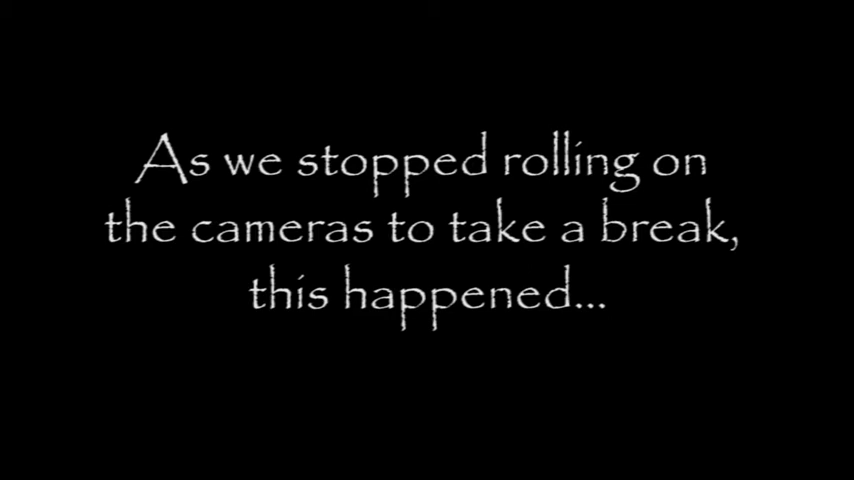 As we stopped rolling on
the cameras to take a break,
this happened...